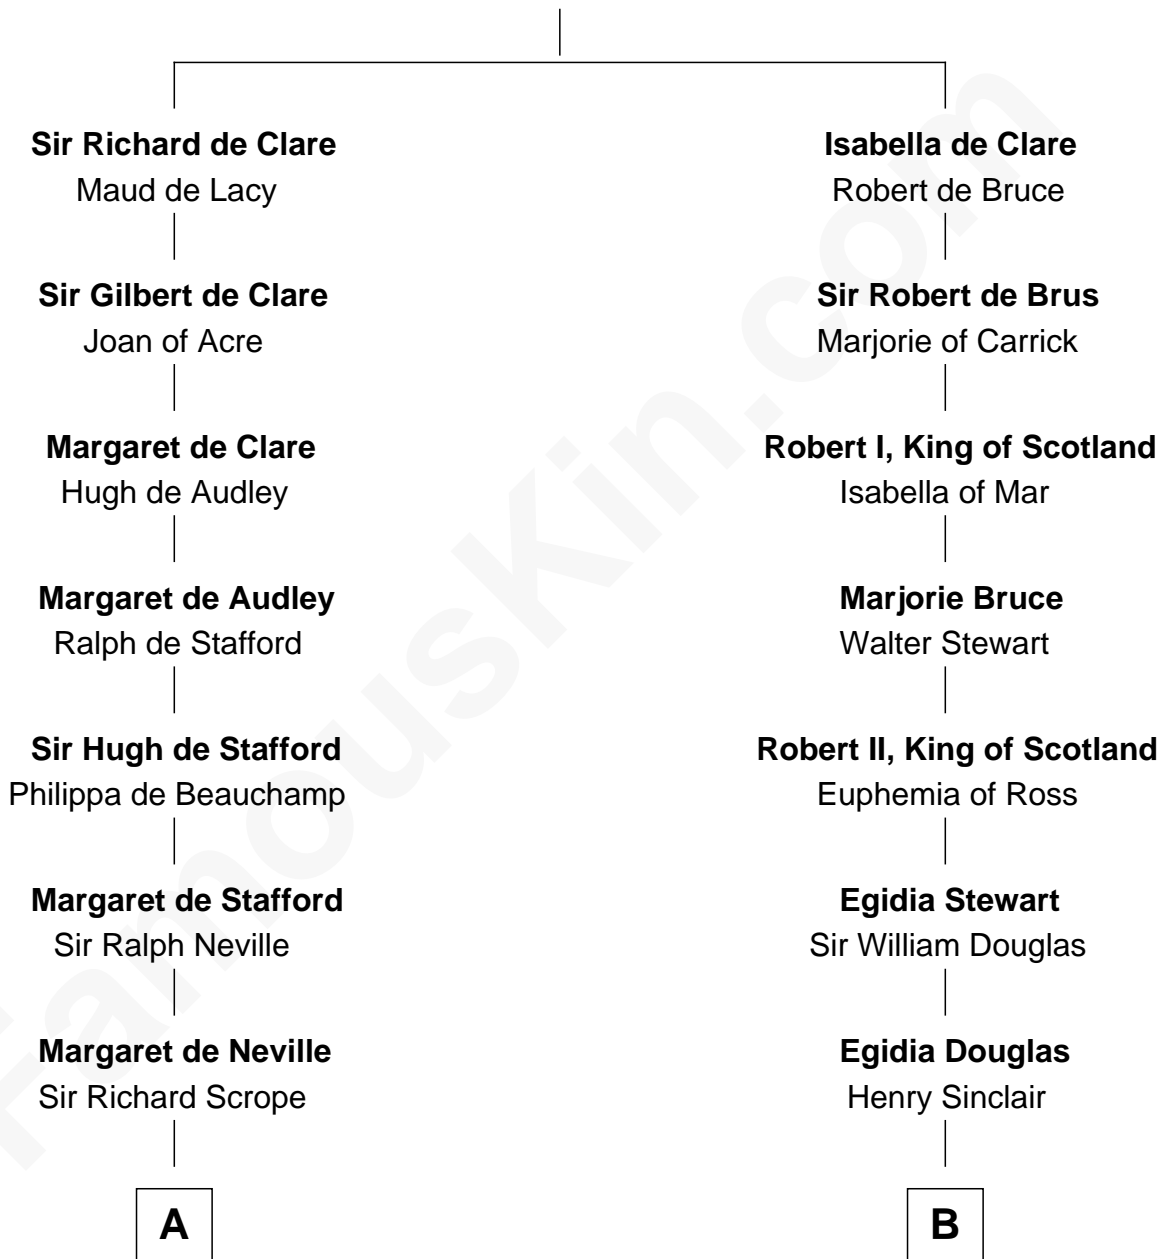 Sir Richard de Clare
Maud de Lacy
Sir Gilbert de Clare
Joan of Acre
Margaret de Clare
Hugh de Audley
Margaret de Audley
Ralph de Stafford
Sir Hugh de Stafford
Philippa de Beauchamp
Margaret de Stafford
Sir Ralph Neville
Margaret de Neville
Sir Richard Scrope
A
Isabella de Clare
Robert de Bruce
Sir Robert de Brus
Marjorie of Carrick
Robert I, King of Scotland
Isabella of Mar
Marjorie Bruce
Walter Stewart
Robert II, King of Scotland
Euphemia of Ross
Egidia Stewart
Sir William Douglas
Egidia Douglas
Henry Sinclair
B
FamousKin.com